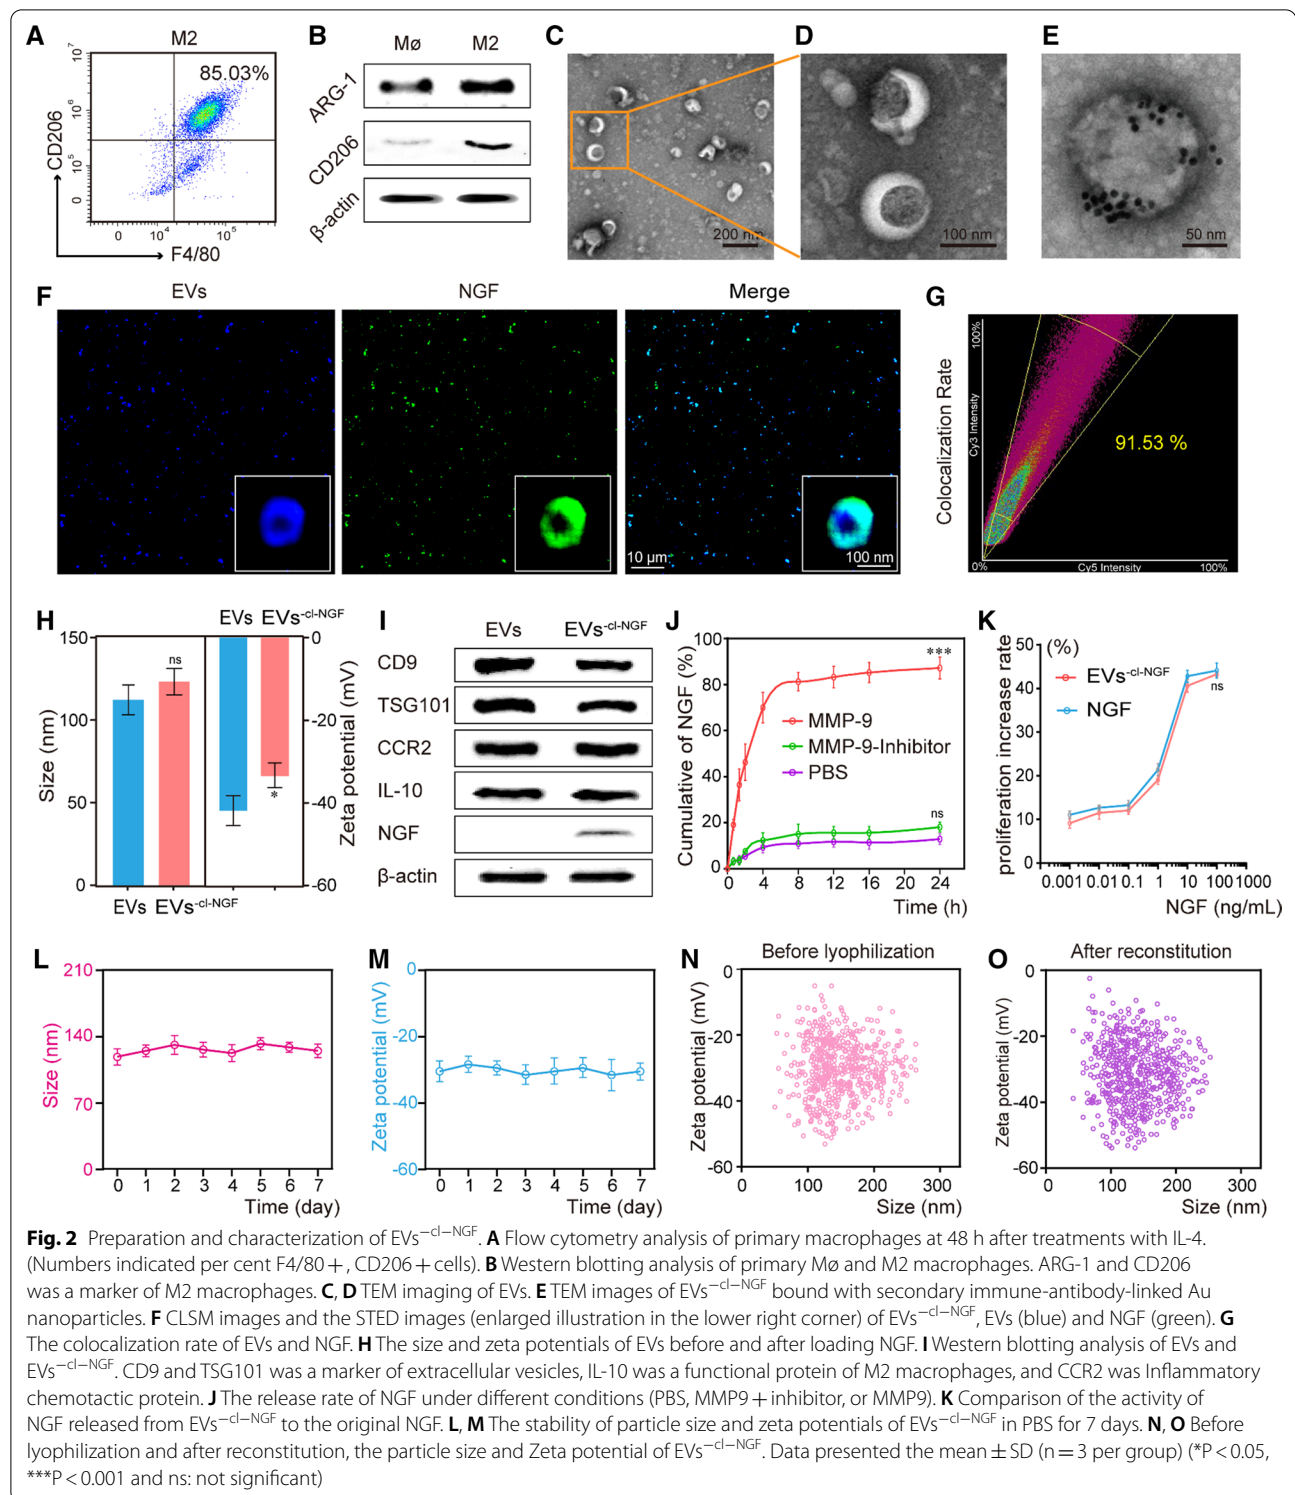 A
M2
85.03%
10⁷
10⁶
10⁵
0
CD206
0
10⁴
10⁵
F4/80
B
Mø M2
ARG-1
CD206
β-actin
C
200 nm
D
100 nm
E
50 nm
F
EVs
NGF
Merge
10 µm
100 nm
G
Colocalization Rate
100%
Cy3 Intensity
91.53 %
0%
Cy5 Intensity
100%
H
EVs EVs-cl-NGF
150
100
50
0
Size (nm)
ns
*
0
-20
-40
-60
Zeta potential (mV)
EVs EVs-cl-NGF
I
EVs EVs-cl-NGF
CD9
TSG101
CCR2
IL-10
NGF
β-actin
J
100
80
60
40
20
0
Cumulative of NGF (%)
***
MMP-9
MMP-9-Inhibitor
PBS
ns
0 4 8 12 16 20 24
Time (h)
K
(%)
60
40
20
0
proliferation increase rate
EVs-cl-NGF
NGF
ns
0.001 0.01 0.1 1 10 100 1000
NGF (ng/mL)
L
210
140
70
0
Size (nm)
0 1 2 3 4 5 6 7
Time (day)
M
0
-20
-40
-60
Zeta potential (mV)
0 1 2 3 4 5 6 7
Time (day)
N
Before lyophilization
0
-20
-40
-60
Zeta potential (mV)
0 100 200 300
Size (nm)
O
After reconstitution
0
-20
-40
-60
Zeta potential (mV)
0 100 200 300
Size (nm)
Fig. 2 Preparation and characterization of EVs−cl−NGF. A Flow cytometry analysis of primary macrophages at 48 h after treatments with IL-4.
(Numbers indicated per cent F4/80 +, CD206 + cells). B Western blotting analysis of primary Mø and M2 macrophages. ARG-1 and CD206
was a marker of M2 macrophages. C, D TEM imaging of EVs. E TEM images of EVs−cl−NGF bound with secondary immune-antibody-linked Au
nanoparticles. F CLSM images and the STED images (enlarged illustration in the lower right corner) of EVs−cl−NGF, EVs (blue) and NGF (green). G
The colocalization rate of EVs and NGF. H The size and zeta potentials of EVs before and after loading NGF. I Western blotting analysis of EVs and
EVs−cl−NGF. CD9 and TSG101 was a marker of extracellular vesicles, IL-10 was a functional protein of M2 macrophages, and CCR2 was Inflammatory
chemotactic protein. J The release rate of NGF under different conditions (PBS, MMP9 + inhibitor, or MMP9). K Comparison of the activity of
NGF released from EVs−cl−NGF to the original NGF. L, M The stability of particle size and zeta potentials of EVs−cl−NGF in PBS for 7 days. N, O Before
lyophilization and after reconstitution, the particle size and Zeta potential of EVs−cl−NGF. Data presented the mean ± SD (n = 3 per group) (*P < 0.05,
***P < 0.001 and ns: not significant)